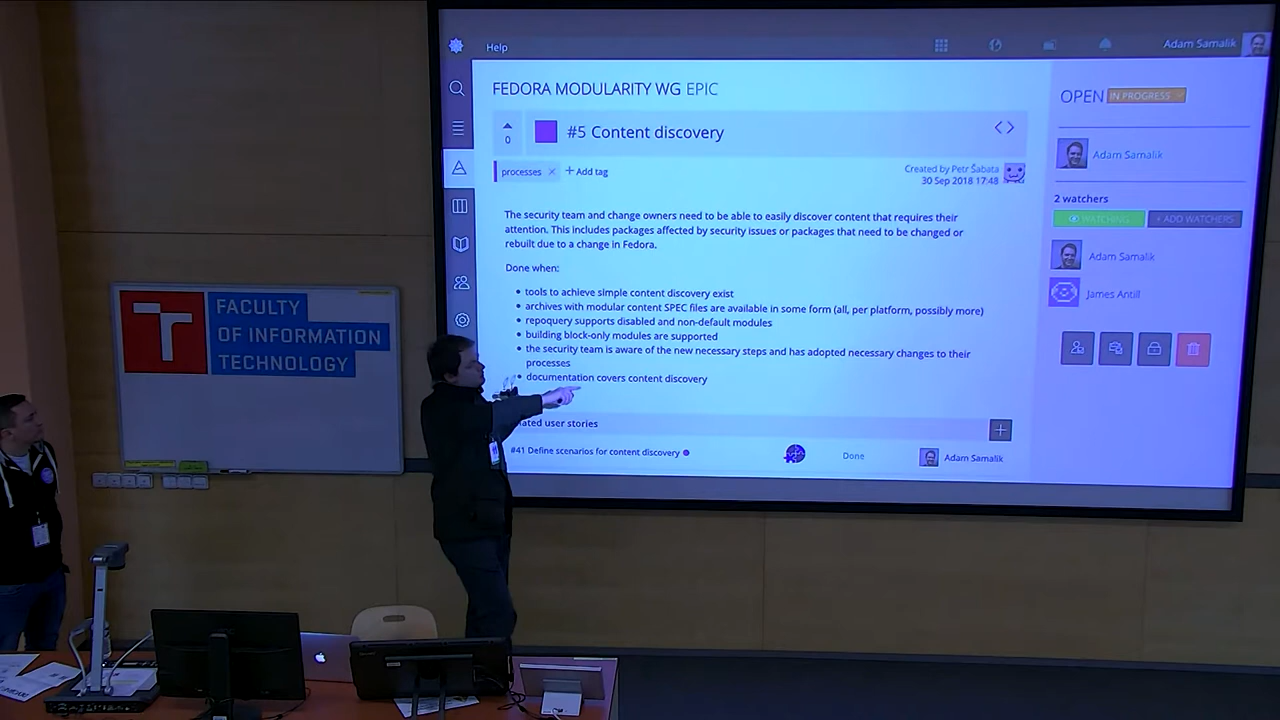 Help
Adam Samalik
FEDORA MODULARITY WG EPIC
OPEN IN PROGRESS
0
#5 Content discovery
processes × + Add tag
Created by Petr Šabata
30 Sep 2018 17:48
Adam Samalik
2 watchers
WATCHING + ADD WATCHERS
Adam Samalik
James Antill
The security team and change owners need to be able to easily discover content that requires their
attention. This includes packages affected by security issues or packages that need to be changed or
rebuilt due to a change in Fedora.
Done when:
• tools to achieve simple content discovery exist
• archives with modular content SPEC files are available in some form (all, per platform, possibly more)
• repoquery supports disabled and non-default modules
• building block-only modules are supported
• the security team is aware of the new necessary steps and has adopted necessary changes to their
processes
• documentation covers content discovery
user stories
#41 Define scenarios for content discovery Done Adam Samalik
T FACULTY
OF INFORMATION
TECHNOLOGY